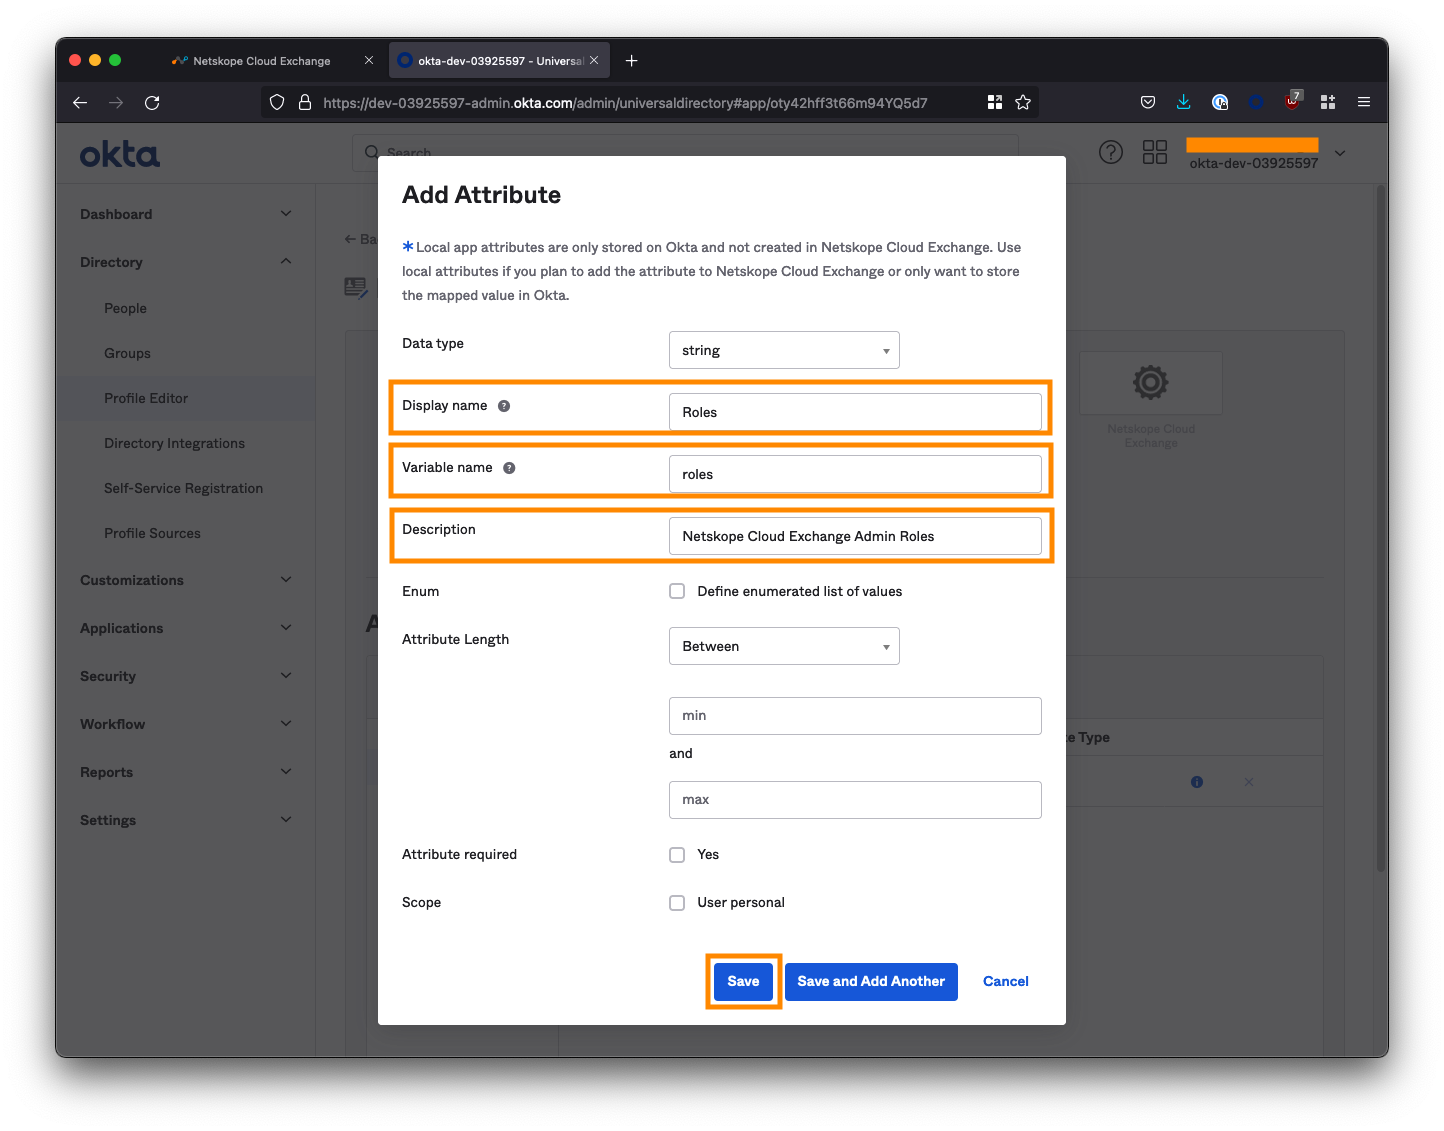 Netskope Cloud Exchange
okta-dev-03925597 - Universal
https://dev-03925597-admin.okta.com/admin/universaldirectory#app/oty42hff3t66m94YQ5d7
7
okta
Search
okta-dev-03925597
Dashboard
Directory
People
Groups
Profile Editor
Directory Integrations
Self-Service Registration
Profile Sources
Customizations
Applications
Security
Workflow
Reports
Settings
← Ba
Add Attribute
* Local app attributes are only stored on Okta and not created in Netskope Cloud Exchange. Use
local attributes if you plan to add the attribute to Netskope Cloud Exchange or only want to store
the mapped value in Okta.
Data type
string
Display name ?
Roles
Variable name ?
roles
Description
Netskope Cloud Exchange Admin Roles
Enum
Define enumerated list of values
Attribute Length
Between
min
and
max
Attribute required
Yes
Scope
User personal
Save
Save and Add Another
Cancel
Netskope Cloud
Exchange
A
te Type